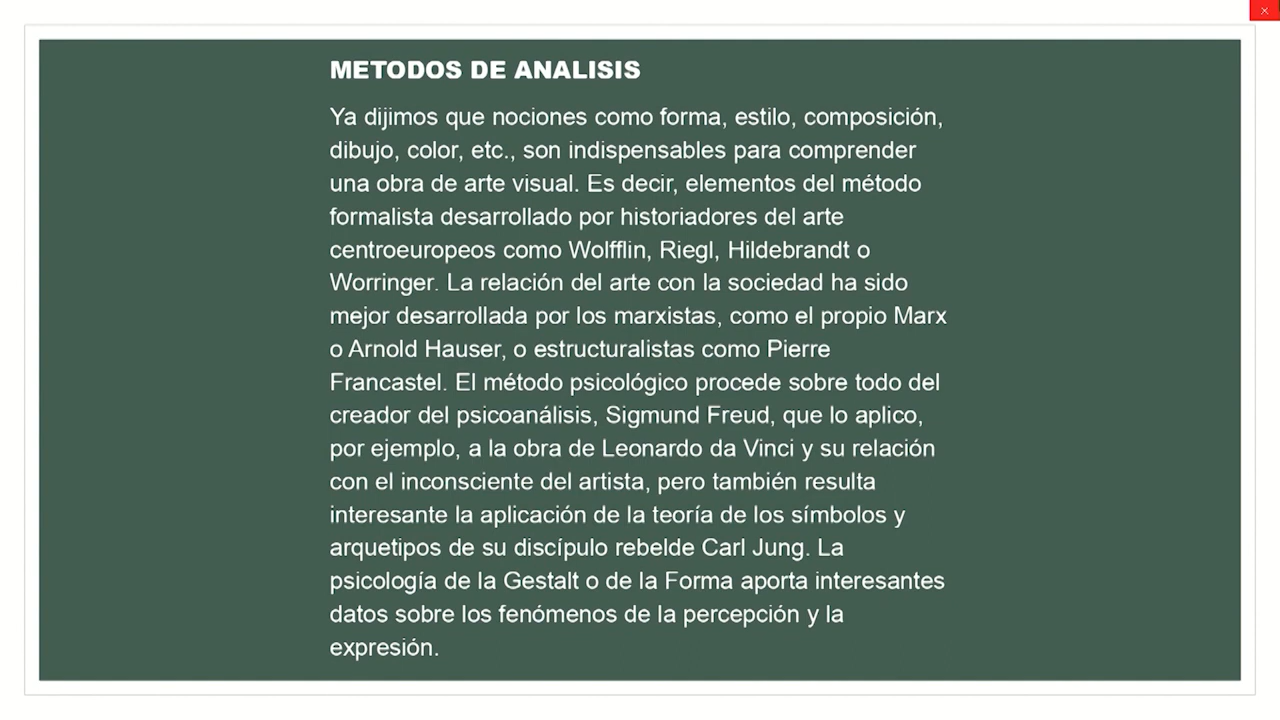 METODOS DE ANALISIS
Ya dijimos que nociones como forma, estilo, composición,
dibujo, color, etc., son indispensables para comprender
una obra de arte visual. Es decir, elementos del método
formalista desarrollado por historiadores del arte
centroeuropeos como Wolfflin, Riegl, Hildebrandt o
Worringer. La relación del arte con la sociedad ha sido
mejor desarrollada por los marxistas, como el propio Marx
o Arnold Hauser, o estructuralistas como Pierre
Francastel. El método psicológico procede sobre todo del
creador del psicoanálisis, Sigmund Freud, que lo aplico,
por ejemplo, a la obra de Leonardo da Vinci y su relación
con el inconsciente del artista, pero también resulta
interesante la aplicación de la teoría de los símbolos y
arquetipos de su discípulo rebelde Carl Jung. La
psicología de la Gestalt o de la Forma aporta interesantes
datos sobre los fenómenos de la percepción y la
expresión.